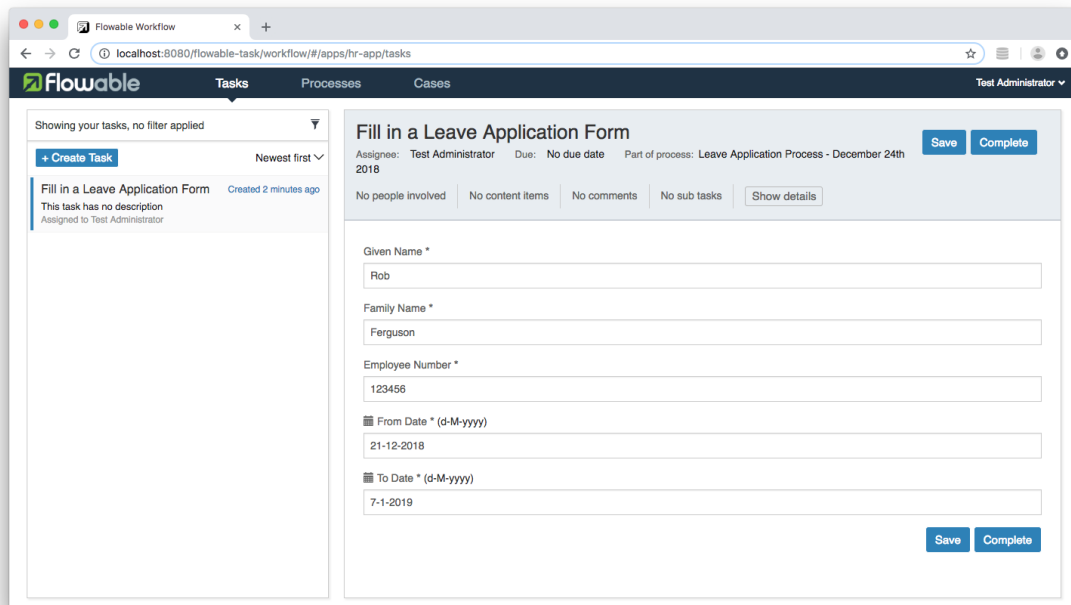 Flowable Workflow
localhost:8080/flowable-task/workflow/#/apps/hr-app/tasks
Flowable Tasks Processes Cases Test Administrator
Showing your tasks, no filter applied
+ Create Task Newest first
Fill in a Leave Application Form Created 2 minutes ago
This task has no description
Assigned to Test Administrator
Fill in a Leave Application Form
Save Complete
Assignee: Test Administrator Due: No due date Part of process: Leave Application Process - December 24th
2018
No people involved No content items No comments No sub tasks Show details
Given Name *
Rob
Family Name *
Ferguson
Employee Number *
123456
From Date * (d-M-yyyy)
21-12-2018
To Date * (d-M-yyyy)
7-1-2019
Save Complete